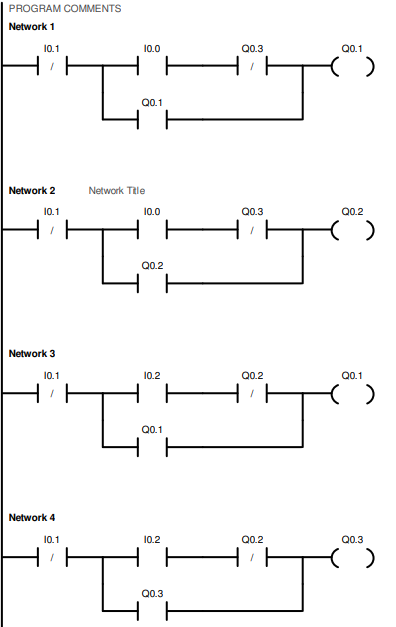 PROGRAM COMMENTS
Network 1
I0.1 I0.0 Q0.3 Q0.1
/ /
Q0.1
Network 2 Network Title
I0.1 I0.0 Q0.3 Q0.2
/ /
Q0.2
Network 3
I0.1 I0.2 Q0.2 Q0.1
/ /
Q0.1
Network 4
I0.1 I0.2 Q0.2 Q0.3
/ /
Q0.3